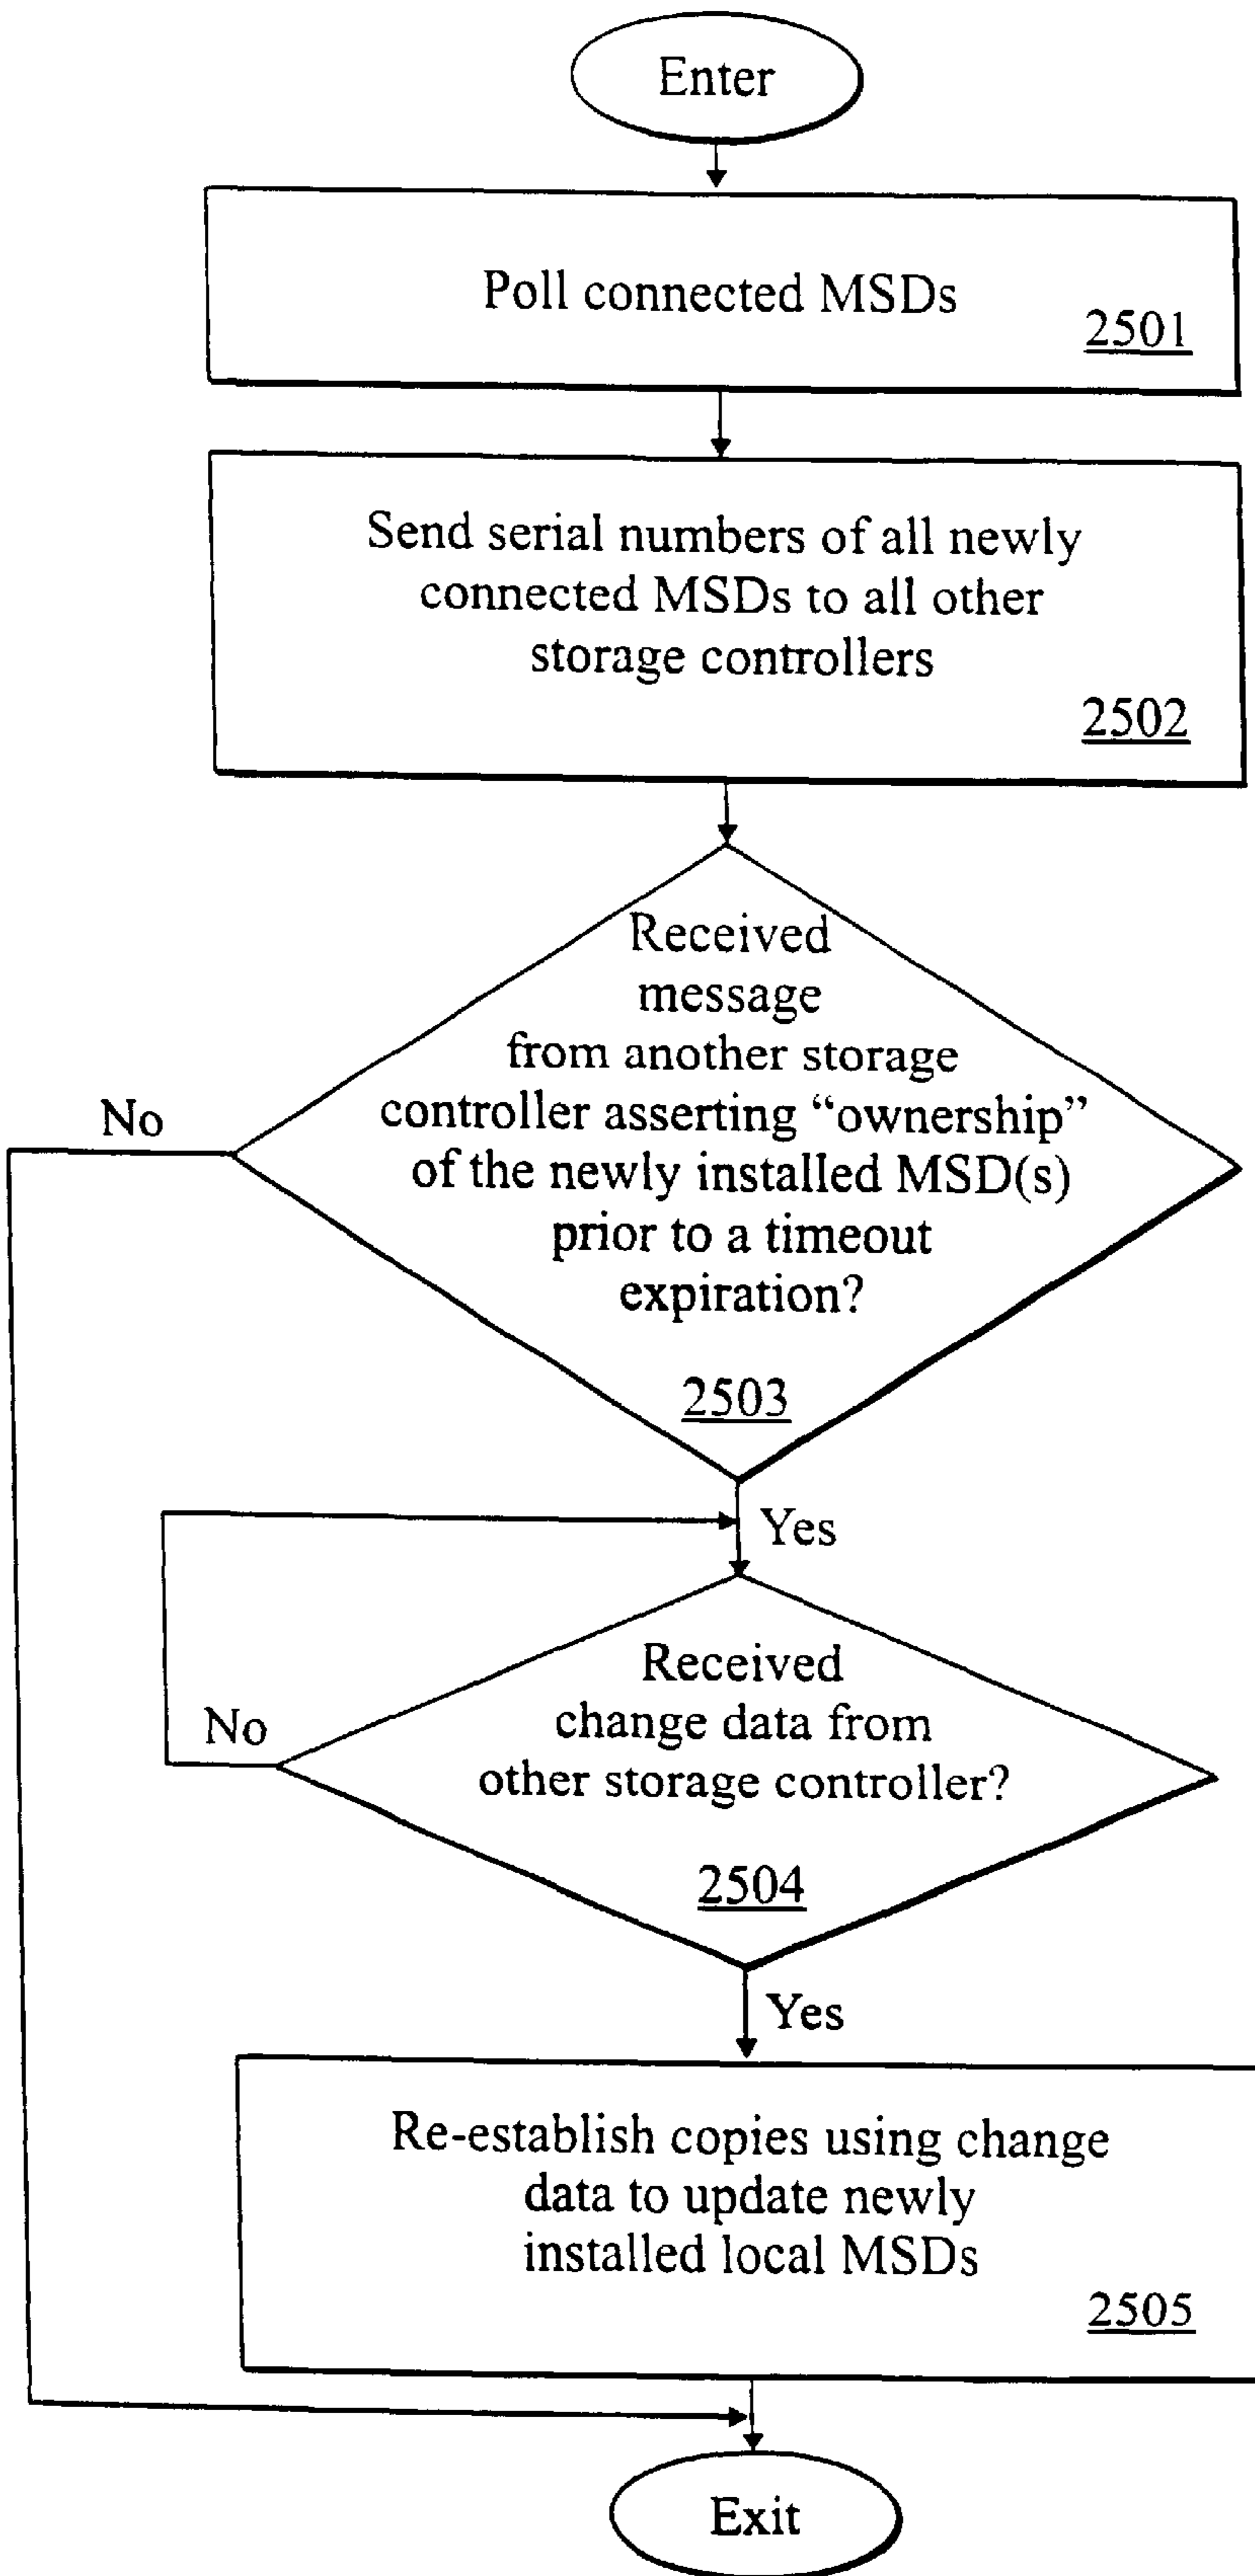 Enter
Poll connected MSDs
2501
Send serial numbers of all newly
connected MSDs to all other
storage controllers
2502
Received
message
from another storage
controller asserting “ownership”
of the newly installed MSD(s)
prior to a timeout
expiration?
2503
No
Yes
Received
change data from
other storage controller?
2504
No
Yes
Re-establish copies using change
data to update newly
installed local MSDs
2505
Exit